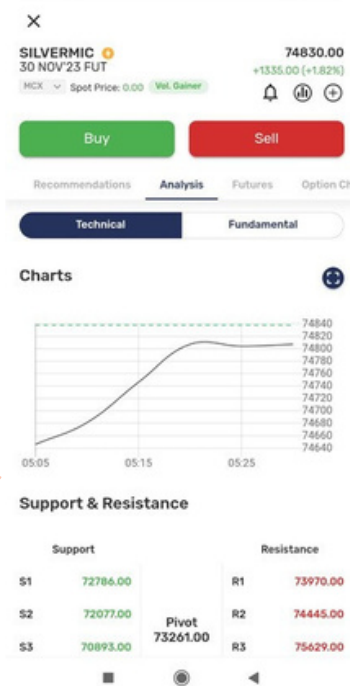 SILVERMIC
74830.00
30 NOV'23 FUT
+1335.00 (+1.82%)
MCX Spot Price: 0.00 Vol. Gainer
Buy Sell
Recommendations Analysis Futures Option Ch
Technical Fundamental
Charts
74840
74820
74800
74780
74760
74740
74720
74700
74680
74660
74640
05:05 05:15 05:25
Support & Resistance
Support Resistance
S1 72786.00 R1 73970.00
S2 72077.00 R2 74445.00
Pivot
73261.00
S3 70893.00 R3 75629.00